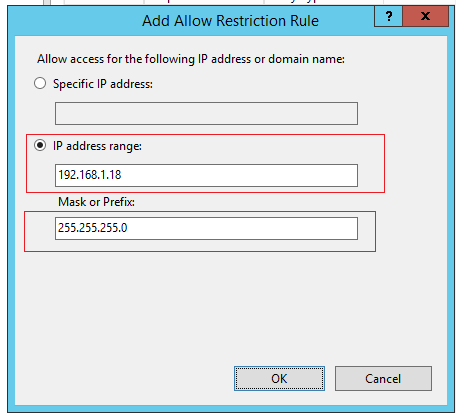 Add Allow Restriction Rule
? x
Allow access for the following IP address or domain name:
Specific IP address:
IP address range:
192.168.1.18
Mask or Prefix:
255.255.255.0
OK Cancel